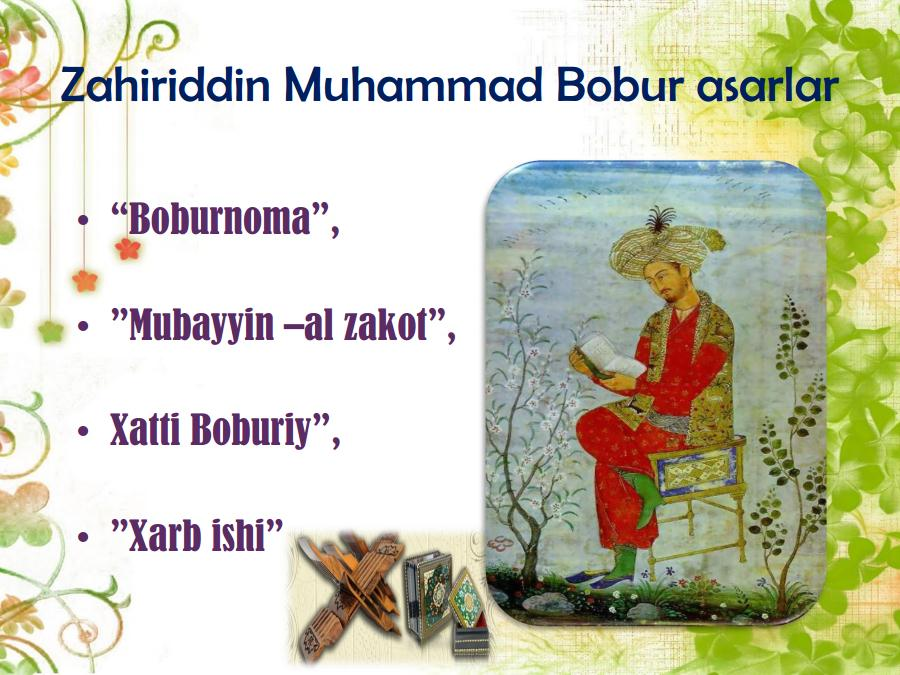 Zahiriddin Muhammad Bobur asarlar
• “Boburnoma”,
• ”Mubayyin –al zakot”,
• Xatti Boburiy”,
• ”Xarb ishi”